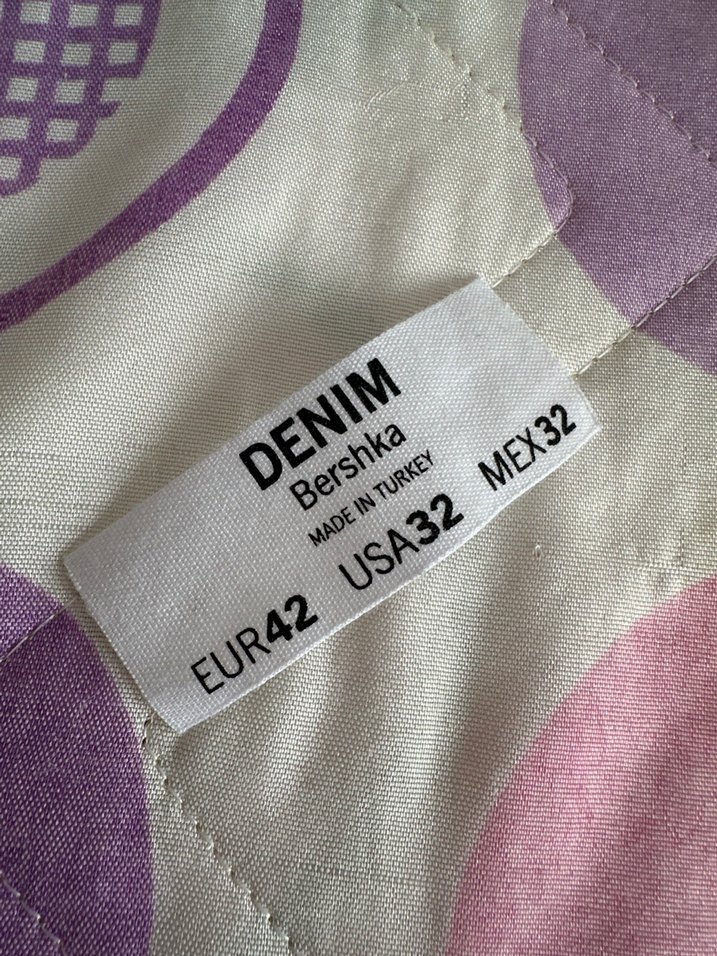 DENIM
Bershka
MADE IN TURKEY
EUR42 USA32 MEX32